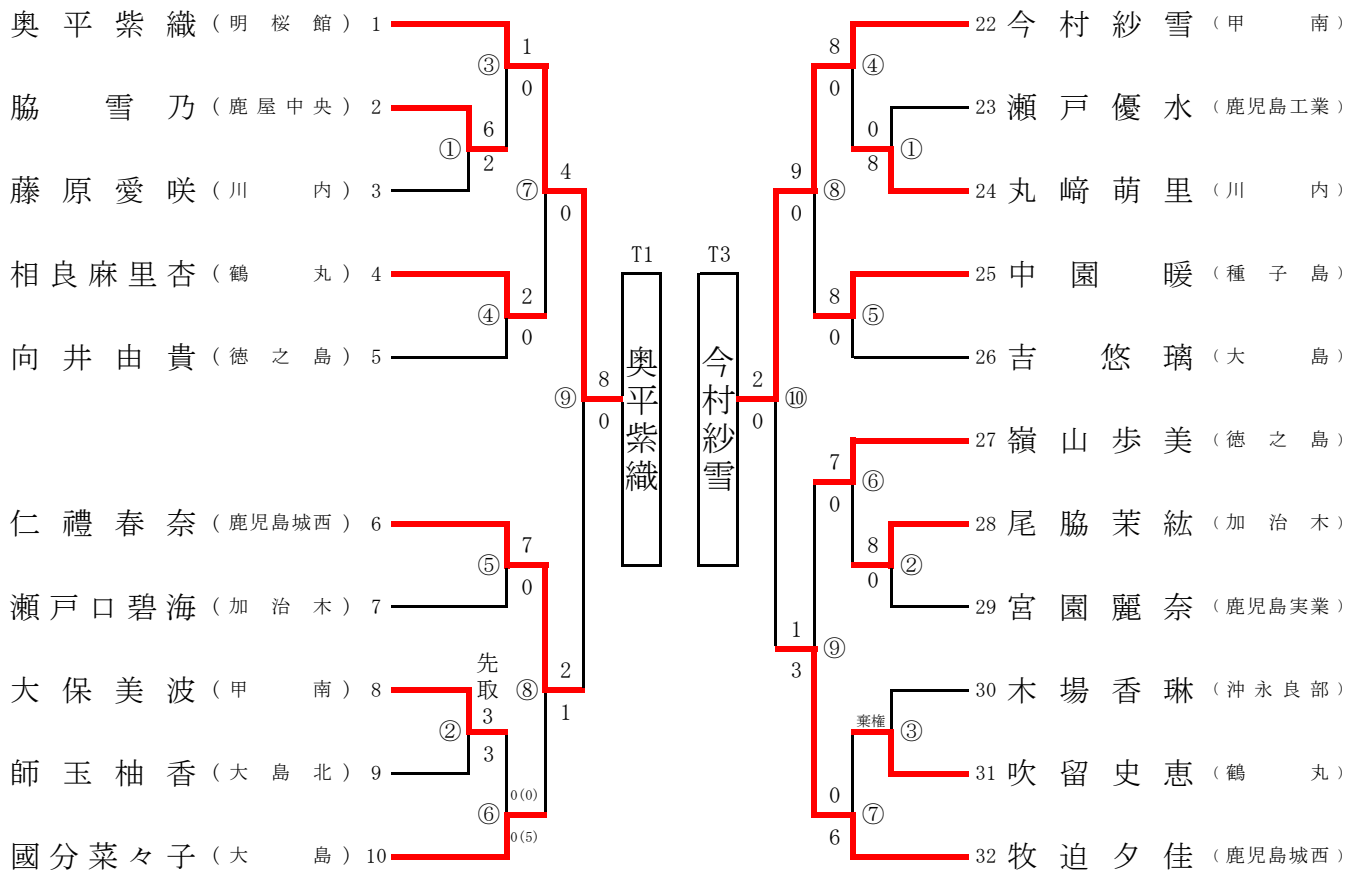 奥平紫織（明桜館）1
脇雪乃（鹿屋中央）2
藤原愛咲（川内）3
相良麻里杏（鶴丸）4
向井由貴（徳之島）5
仁禮春奈（鹿児島城西）6
瀬戸口碧海（加治木）7
大保美波（甲南）8
師玉柚香（大島北）9
國分菜々子（大島）10
③ 1 0
① 6 2
⑦ 4 0
④ 2 0
⑨ 8 0
⑤ 7 0
⑧ 2 1
② 先取 3 3
⑥ 0(0) 0(5)
T1
奥平紫織
T3
今村紗雪
22 今村紗雪（甲南）
23 瀬戸優水（鹿児島工業）
24 丸﨑萌里（川内）
25 中園暖（種子島）
26 吉悠璃（大島）
27 嶺山歩美（徳之島）
28 尾脇茉紘（加治木）
29 宮園麗奈（鹿児島実業）
30 木場香琳（沖永良部）
31 吹留史恵（鶴丸）
32 牧迫夕佳（鹿児島城西）
8 0 ④
0 8 ①
9 0 ⑧
8 0 ⑤
2 0 ⑩
7 0 ⑥
8 0 ②
1 3 ⑨
棄権 ③
0 6 ⑦